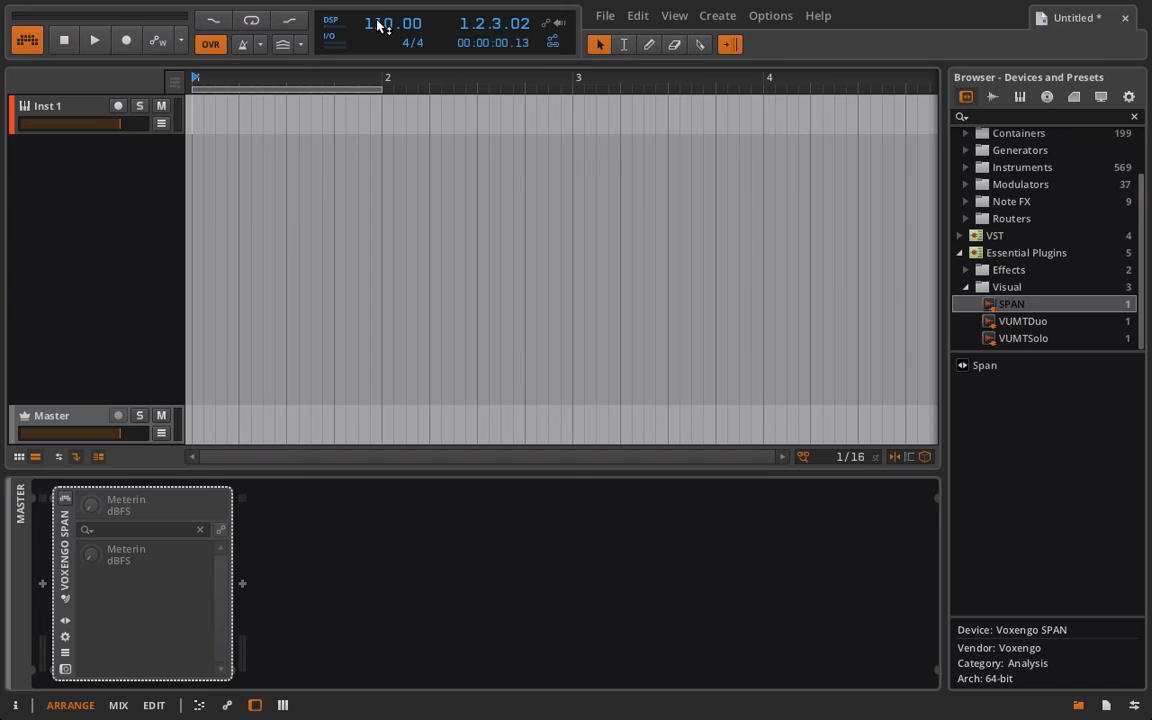 DSP
I/O
110.00
1.2.3.02
4/4
00:00:00.13
OVR
File Edit View Create Options Help
Untitled *
1 2 3 4
Inst 1
S M
Master
S M
1/16 st
Browser - Devices and Presets
Containers 199
Generators
Instruments 569
Modulators 37
Note FX 9
Routers
VST 4
Essential Plugins 5
Effects 2
Visual 3
SPAN 1
VUMTDuo 1
VUMTSolo 1
Span
Device: Voxengo SPAN
Vendor: Voxengo
Category: Analysis
Arch: 64-bit
MASTER
VOXENGO SPAN
Meterin
dBFS
Meterin
dBFS
i ARRANGE MIX EDIT